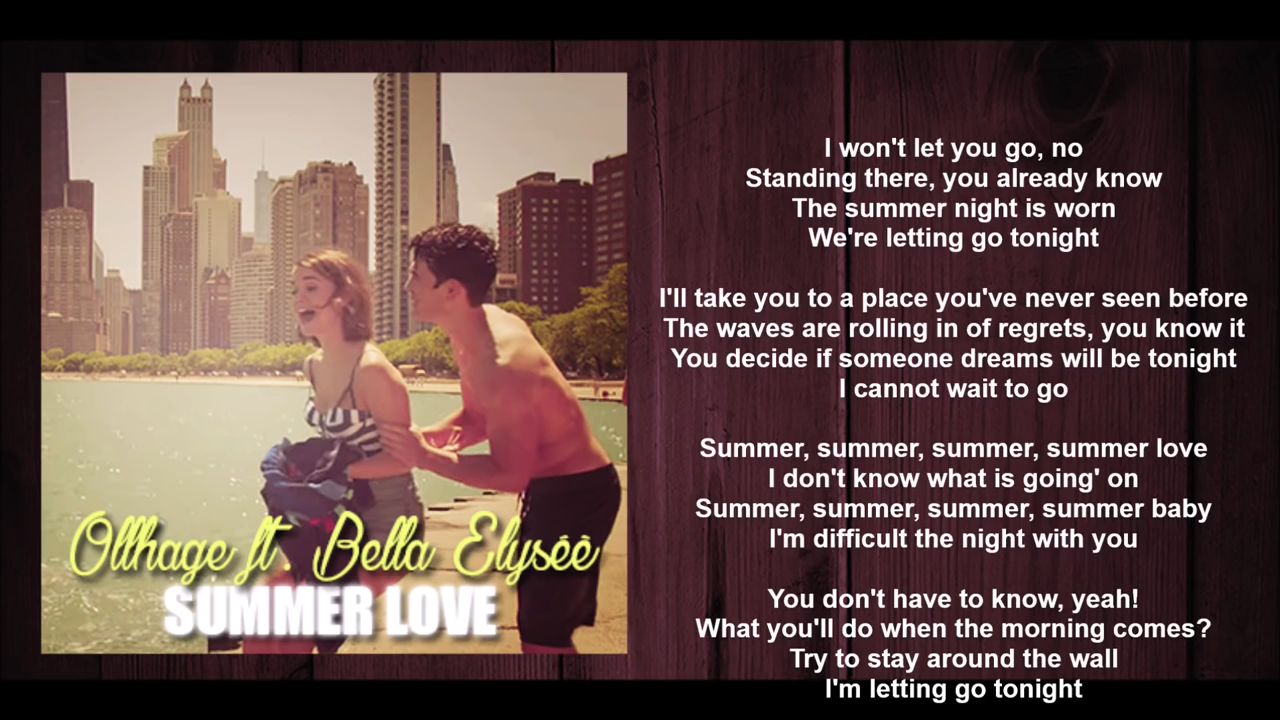 Ollhage ft. Bella Elyséè
SUMMER LOVE
I won't let you go, no
Standing there, you already know
The summer night is worn
We're letting go tonight
I'll take you to a place you've never seen before
The waves are rolling in of regrets, you know it
You decide if someone dreams will be tonight
I cannot wait to go
Summer, summer, summer, summer love
I don't know what is going' on
Summer, summer, summer, summer baby
I'm difficult the night with you
You don't have to know, yeah!
What you'll do when the morning comes?
Try to stay around the wall
I'm letting go tonight